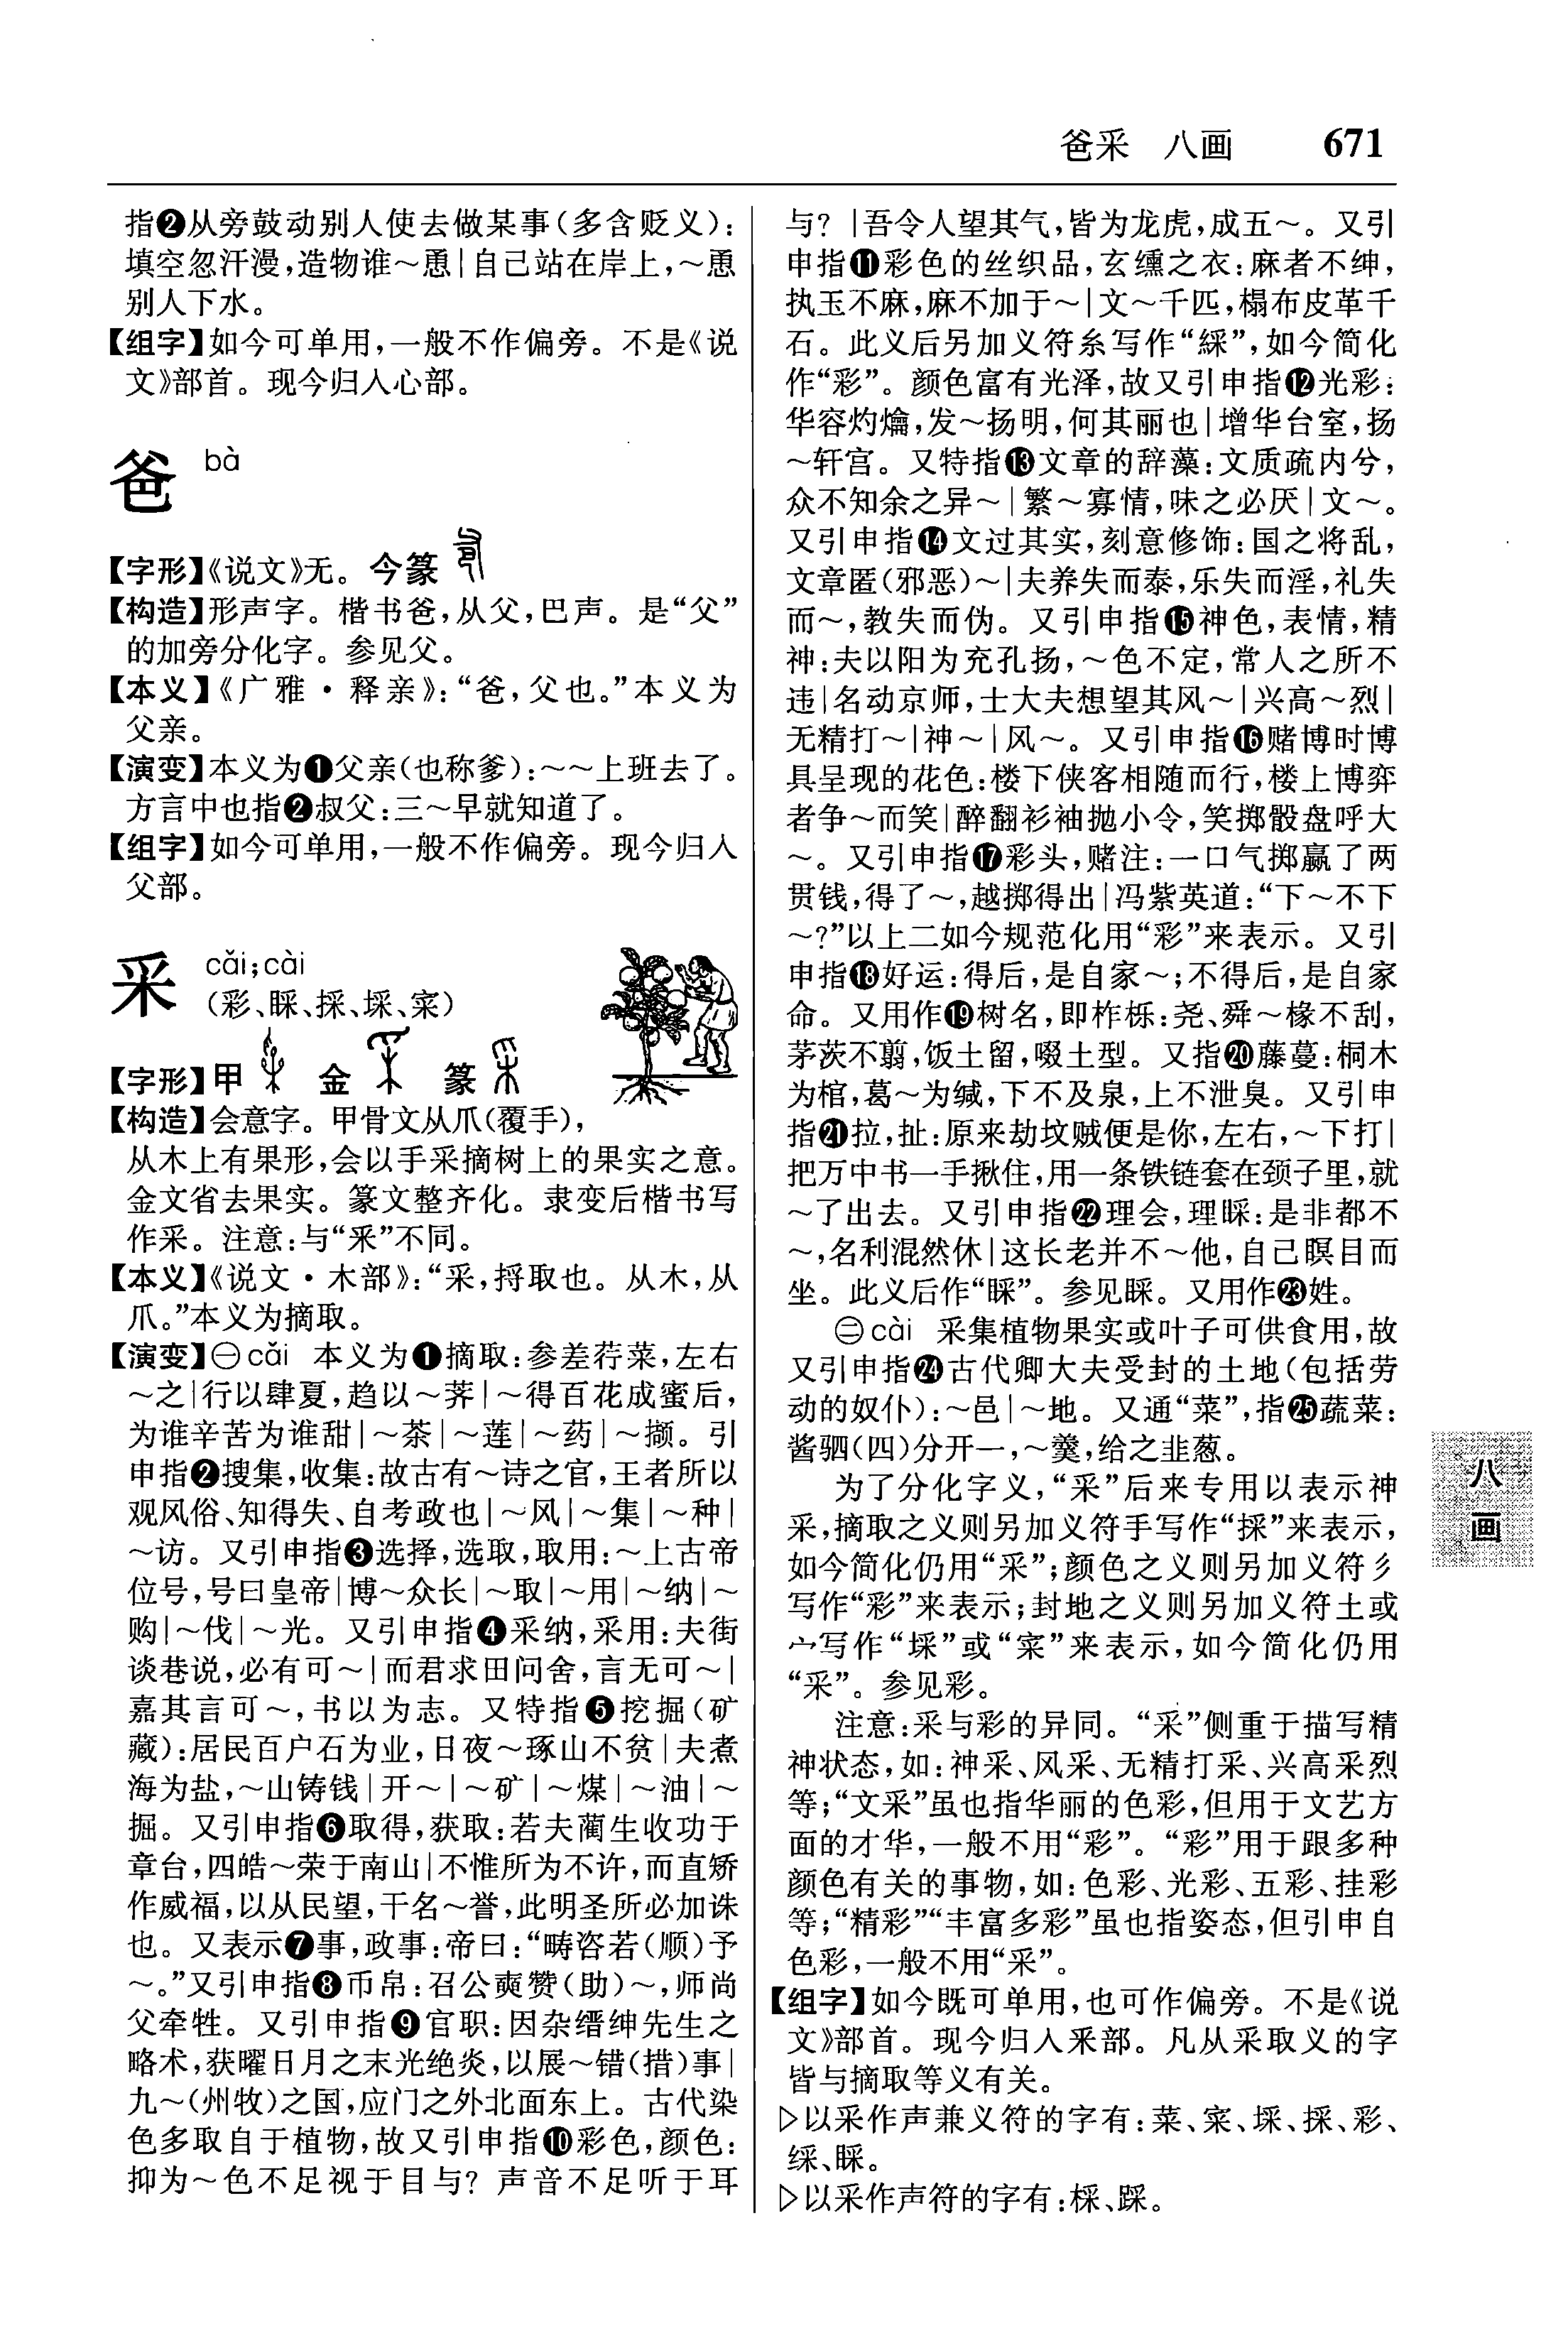 爸采　八画　671
指❷从旁鼓动别人使去做某事(多含贬义):
填空忽汗漫,造物谁～恿|自己站在岸上,～恿
别人下水。
【组字】如今可单用,一般不作偏旁。不是《说
文》部首。现今归入心部。
爸 bà
【字形】《说文》无。今篆
【构造】形声字。楷书爸,从父,巴声。是“父”
的加旁分化字。参见父。
【本义】《广雅·释亲》:“爸,父也。”本义为
父亲。
【演变】本义为❶父亲(也称爹):～～上班去了。
方言中也指❷叔父:三～早就知道了。
【组字】如今可单用,一般不作偏旁。现今归入
父部。
采 cǎi;cài
(彩、睬、採、埰、寀)
【字形】甲 金 篆
【构造】会意字。甲骨文从爪(覆手),
从木上有果形,会以手采摘树上的果实之意。
金文省去果实。篆文整齐化。隶变后楷书写
作采。注意:与“釆”不同。
【本义】《说文·木部》:“采,捋取也。从木,从
爪。”本义为摘取。
【演变】㊀cǎi 本义为❶摘取:参差荇菜,左右
～之|行以肆夏,趋以～荠|～得百花成蜜后,
为谁辛苦为谁甜|～茶|～莲|～药|～撷。引
申指❷搜集,收集:故古有～诗之官,王者所以
观风俗、知得失、自考政也|～风|～集|～种|
～访。又引申指❸选择,选取,取用:～上古帝
位号,号曰皇帝|博～众长|～取|～用|～纳|～
购|～伐|～光。又引申指❹采纳,采用:夫街
谈巷说,必有可～|而君求田问舍,言无可～|
嘉其言可～,书以为志。又特指❺挖掘(矿
藏):居民百户石为业,日夜～琢山不贫|夫煮
海为盐,～山铸钱|开～|～矿|～煤|～油|～
掘。又引申指❻取得,获取:若夫蔺生收功于
章台,四皓～荣于南山|不惟所为不许,而直矫
作威福,以从民望,干名～誉,此明圣所必加诛
也。又表示❼事,政事:帝曰:“畴咨若(顺)予
～。”又引申指❽币帛:召公奭赞(助)～,师尚
父牵牲。又引申指❾官职:因杂缙绅先生之
略术,获曜日月之末光绝炎,以展～错(措)事|
九～(州牧)之国,应门之外北面东上。古代染
色多取自于植物,故又引申指❿彩色,颜色:
抑为～色不足视于目与? 声音不足听于耳
与? |吾令人望其气,皆为龙虎,成五～。又引
申指⓫彩色的丝织品,玄纁之衣:麻者不绅,
执玉不麻,麻不加于～|文～千匹,榻布皮革千
石。此义后另加义符糸写作“綵”,如今简化
作“彩”。颜色富有光泽,故又引申指⓬光彩:
华容灼爚,发～扬明,何其丽也|增华台室,扬
～轩宫。又特指⓭文章的辞藻:文质疏内兮,
众不知余之异～|繁～寡情,味之必厌|文～。
又引申指⓮文过其实,刻意修饰:国之将乱,
文章匿(邪恶)～|夫养失而泰,乐失而淫,礼失
而～,教失而伪。又引申指⓯神色,表情,精
神:夫以阳为充孔扬,～色不定,常人之所不
违|名动京师,士大夫想望其风～|兴高～烈|
无精打～|神～|风～。又引申指⓰赌博时博
具呈现的花色:楼下侠客相随而行,楼上博弈
者争～而笑|醉翻衫袖抛小令,笑掷骰盘呼大
～。又引申指⓱彩头,赌注:一口气掷赢了两
贯钱,得了～,越掷得出|冯紫英道:“下～不下
～?”以上二如今规范化用“彩”来表示。又引
申指⓲好运:得后,是自家～;不得后,是自家
命。又用作⓳树名,即柞栎:尧、舜～椽不刮,
茅茨不翦,饭土留,啜土型。又指⓴藤蔓:桐木
为棺,葛～为缄,下不及泉,上不泄臭。又引申
指㉑拉,扯:原来劫坟贼便是你,左右,～下打|
把万中书一手揪住,用一条铁链套在颈子里,就
～了出去。又引申指㉒理会,理睬:是非都不
～,名利混然休|这长老并不～他,自己瞑目而
坐。此义后作“睬”。参见睬。又用作㉓姓。
㊁cài 采集植物果实或叶子可供食用,故
又引申指㉔古代卿大夫受封的土地(包括劳
动的奴仆):～邑|～地。又通“菜”,指㉕蔬菜:
酱驷(四)分开一,～羹,给之韭葱。
为了分化字义,“采”后来专用以表示神
采,摘取之义则另加义符手写作“採”来表示,
如今简化仍用“采”;颜色之义则另加义符彡
写作“彩”来表示;封地之义则另加义符土或
宀写作“埰”或“寀”来表示,如今简化仍用
“采”。参见彩。
注意:采与彩的异同。“采”侧重于描写精
神状态,如:神采、风采、无精打采、兴高采烈
等;“文采”虽也指华丽的色彩,但用于文艺方
面的才华,一般不用“彩”。“彩”用于跟多种
颜色有关的事物,如:色彩、光彩、五彩、挂彩
等;“精彩”“丰富多彩”虽也指姿态,但引申自
色彩,一般不用“采”。
【组字】如今既可单用,也可作偏旁。不是《说
文》部首。现今归入釆部。凡从采取义的字
皆与摘取等义有关。
▷以采作声兼义符的字有:菜、寀、埰、採、彩、
綵、睬。
▷以采作声符的字有:棌、踩。
八
画